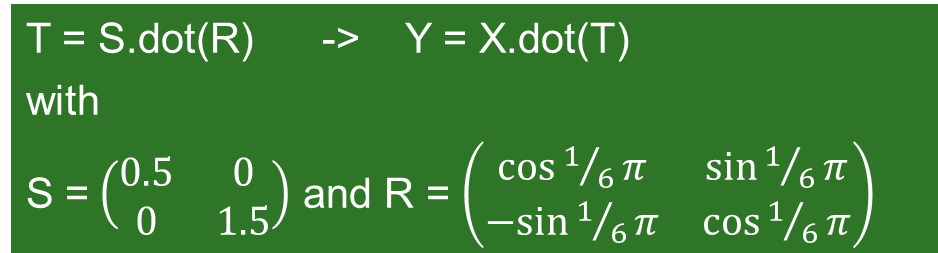 T = S.dot(R) -> Y = X.dot(T)
with
S = (0.5 0 0 1.5) and R = (cos 1/6 π sin 1/6 π −sin 1/6 π cos 1/6 π)